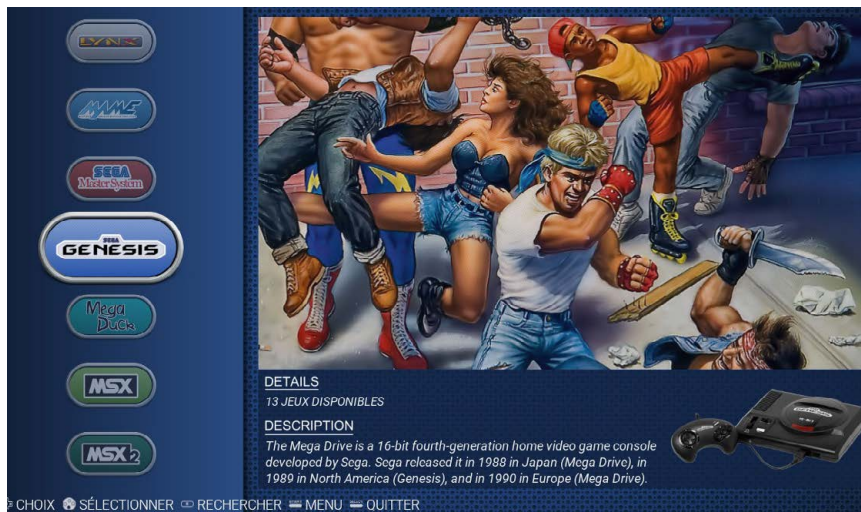 LYNX
MAME
SEGA
Master System
SEGA
GENESIS
Mega
Duck
MSX
MSX2
DETAILS
13 JEUX DISPONIBLES
DESCRIPTION
The Mega Drive is a 16-bit fourth-generation home video game console
developed by Sega. Sega released it in 1988 in Japan (Mega Drive), in
1989 in North America (Genesis), and in 1990 in Europe (Mega Drive).
CHOIX SÉLECTIONNER RECHERCHER MENU QUITTER